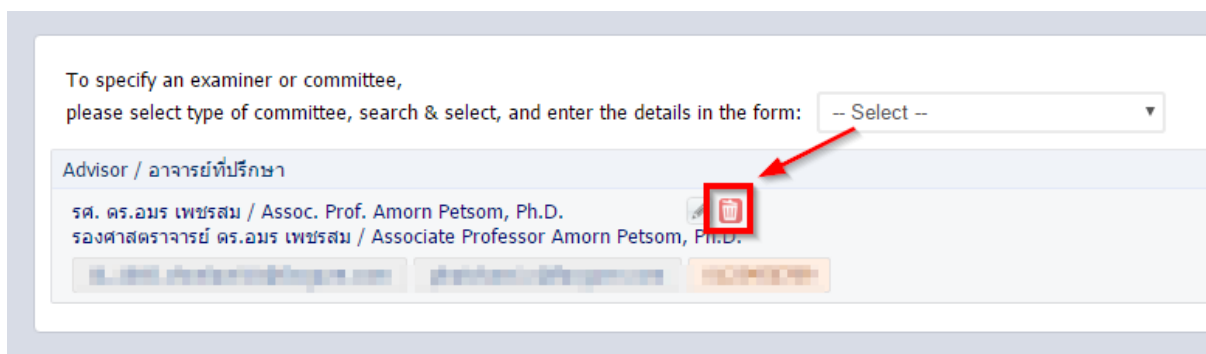 To specify an examiner or committee,
please select type of committee, search & select, and enter the details in the form: -- Select --
Advisor / อาจารย์ที่ปรึกษา
รศ. ดร.อมร เพชรสม / Assoc. Prof. Amorn Petsom, Ph.D.
รองศาสตราจารย์ ดร.อมร เพชรสม / Associate Professor Amorn Petsom, Ph.D.